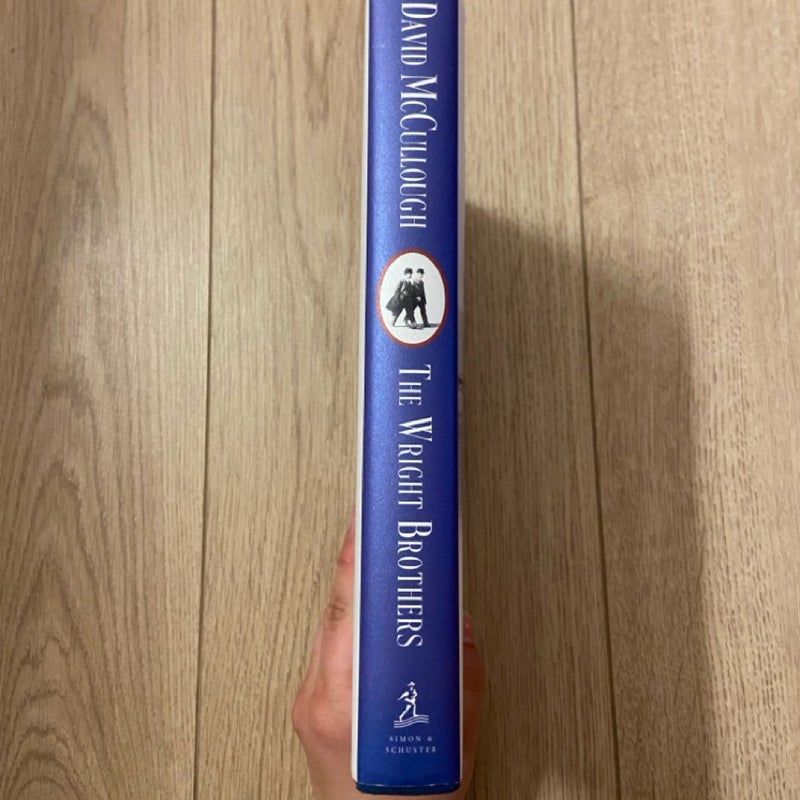 DAVID MCCULLOUGH
THE WRIGHT BROTHERS
SIMON &
SCHUSTER